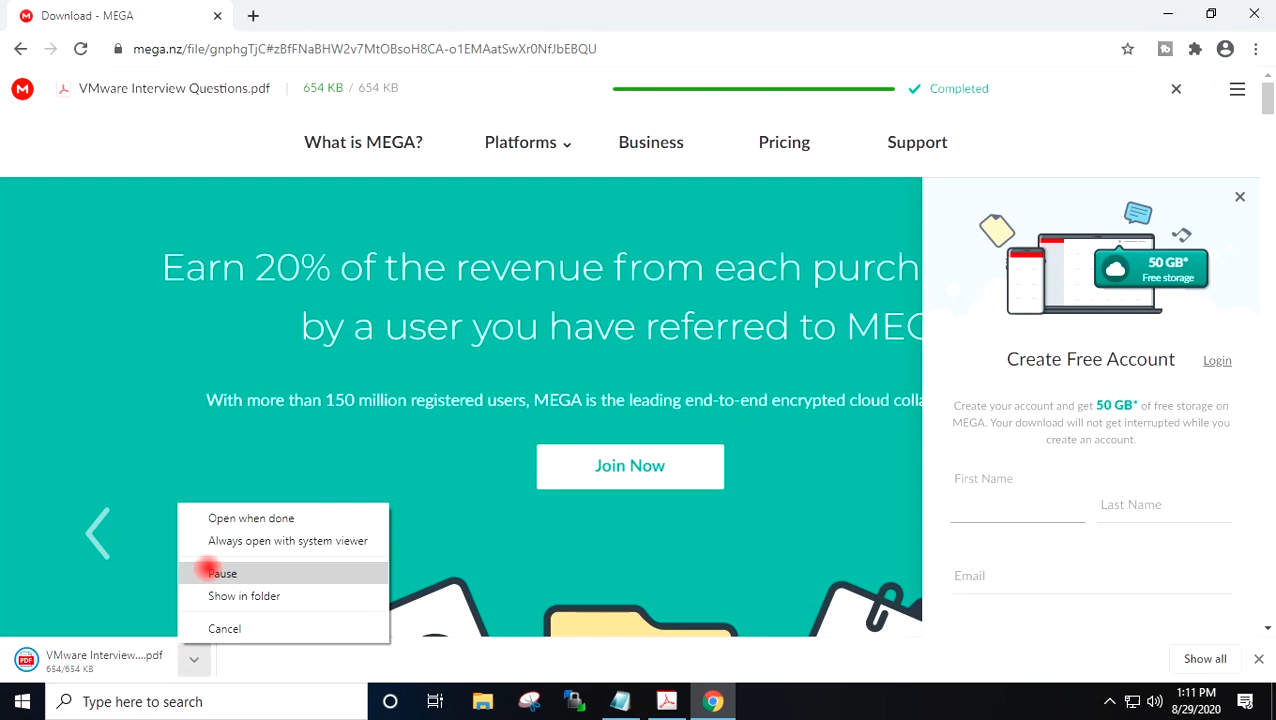 Download - MEGA
mega.nz/file/gnphgTjC#zBfFNaBHW2v7MtOBsoH8CA-o1EMAatSwXr0NfJbEBQU
VMware Interview Questions.pdf
654 KB / 654 KB
Completed
What is MEGA?
Platforms
Business
Pricing
Support
Earn 20% of the revenue from each purch
by a user you have referred to MEG
With more than 150 million registered users, MEGA is the leading end-to-end encrypted cloud colla
Join Now
50 GB*
Free storage
Create Free Account
Login
Create your account and get 50 GB* of free storage on
MEGA. Your download will not get interrupted while you
create an account.
First Name
Last Name
Email
Open when done
Always open with system viewer
Pause
Show in folder
Cancel
VMware Interview....pdf
654/654 KB
Show all
Type here to search
1:11 PM
8/29/2020